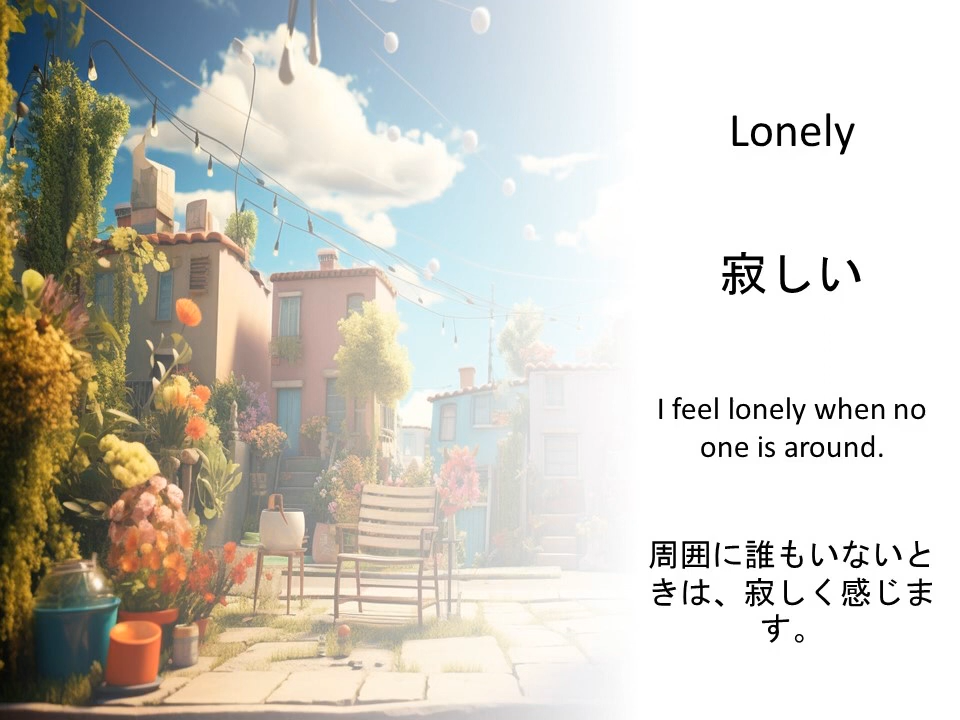 Lonely
寂しい
I feel lonely when no
one is around.
周囲に誰もいないと
きは、寂しく感じま
す。